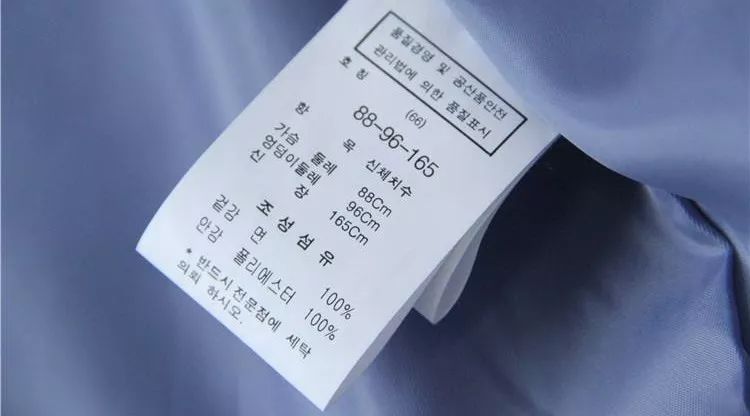 품질경영 및 공산품안전
관리법에 의한 품질표시
호칭 (66)
88-96-165
항 목 신체치수
가슴 둘레 88Cm
엉덩이둘레 96Cm
신 장 165Cm
조성섬유
겉감 면 100%
안감 폴리에스터 100%
* 반드시 전문점에 세탁
의뢰 하시오.